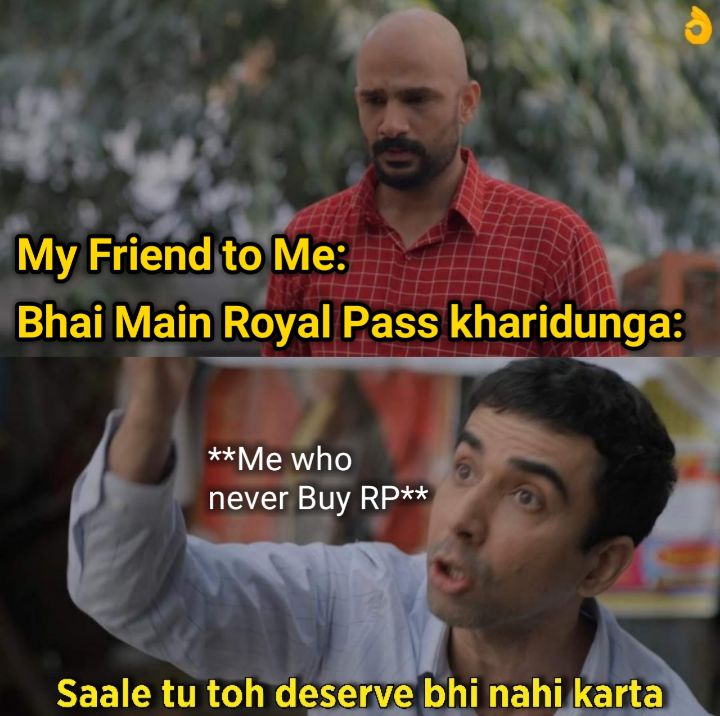 My Friend to Me:
Bhai Main Royal Pass kharidunga:
**Me who
never Buy RP**
Saale tu toh deserve bhi nahi karta